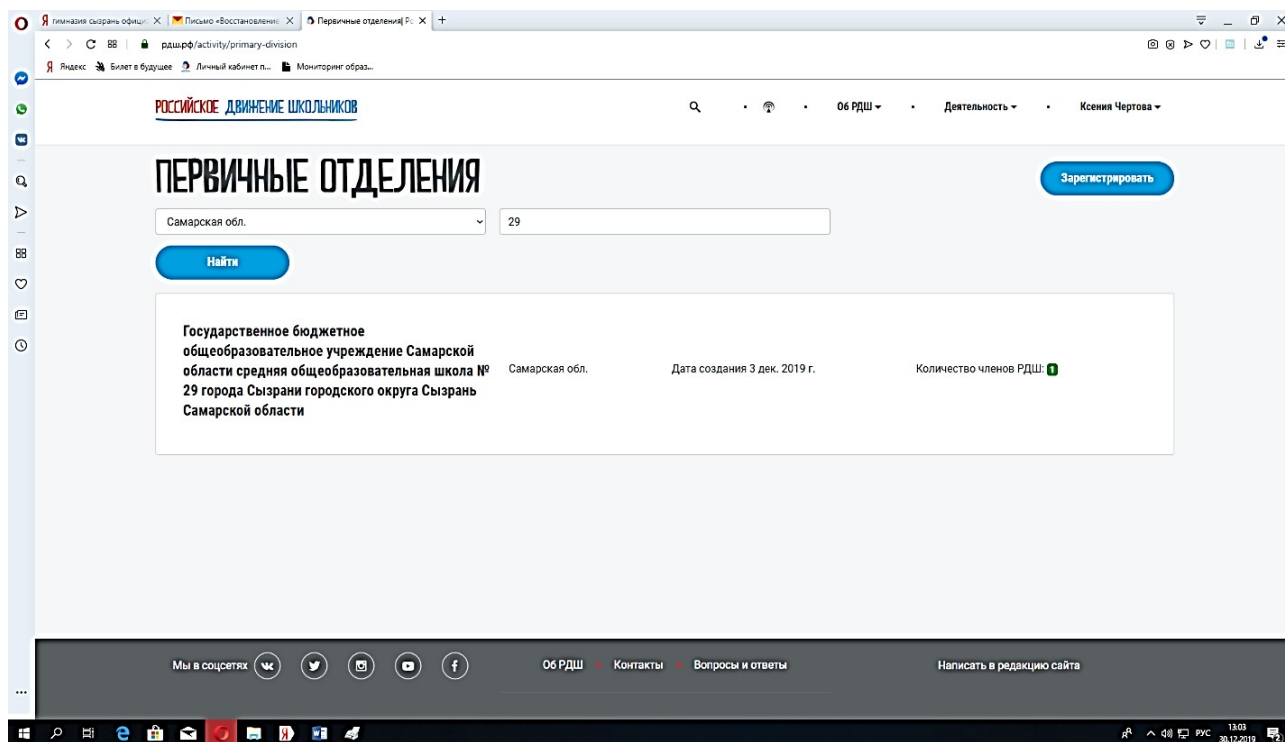 гимназия сызрань офици
Письмо «Восстановление
Первичные отделения| Ро
рдш.рф/activity/primary-division
Яндекс Билет в будущее Личный кабинет п... Мониторинг образ...
РОССИЙСКОЕ ДВИЖЕНИЕ ШКОЛЬНИКОВ
Об РДШ Деятельность Ксения Чертова
ПЕРВИЧНЫЕ ОТДЕЛЕНИЯ
Зарегистрировать
Самарская обл. 29
Найти
Государственное бюджетное
общеобразовательное учреждение Самарской
области средняя общеобразовательная школа №
29 города Сызрани городского округа Сызрань
Самарской области
Самарская обл.
Дата создания 3 дек. 2019 г.
Количество членов РДШ: 1
Мы в соцсетях
Об РДШ Контакты Вопросы и ответы
Написать в редакцию сайта
РУС
13:03
30.12.2019